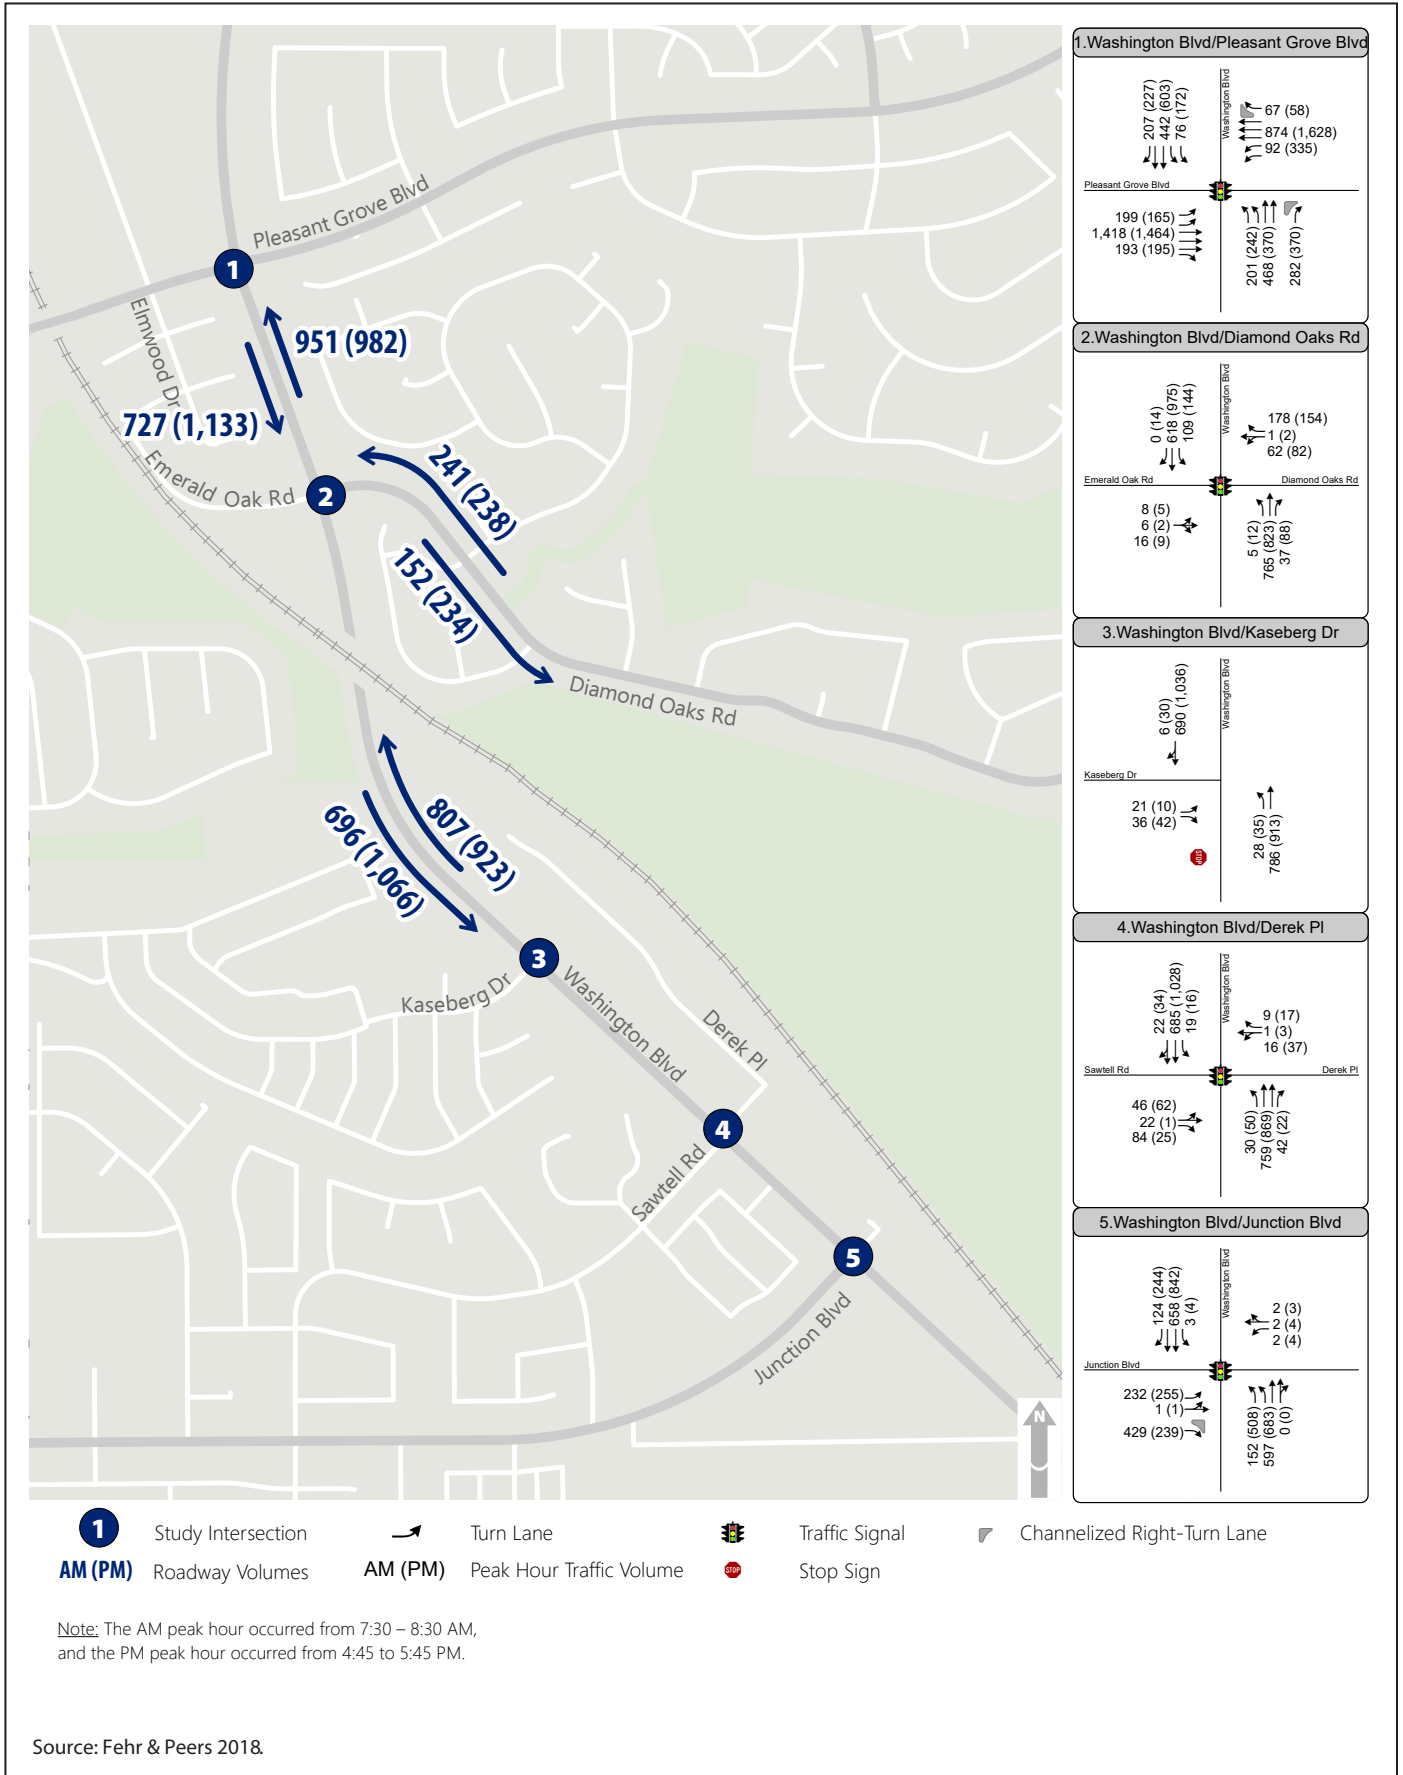 Pleasant Grove Blvd
1
Elmwood Dr
951 (982)
727 (1,133)
Emerald Oak Rd
2
241 (238)
152 (234)
Diamond Oaks Rd
807 (923)
696 (1,066)
3
Kaseberg Dr
Washington Blvd
Derek Pl
4
Sawtell Rd
5
Junction Blvd
N
1.Washington Blvd/Pleasant Grove Blvd
207 (227)
442 (603)
76 (172)
Washington Blvd
67 (58)
874 (1,628)
92 (335)
Pleasant Grove Blvd
199 (165)
1,418 (1,464)
193 (195)
201 (242)
468 (370)
282 (370)
2.Washington Blvd/Diamond Oaks Rd
0 (14)
618 (975)
109 (144)
Washington Blvd
178 (154)
1 (2)
62 (82)
Emerald Oak Rd
Diamond Oaks Rd
8 (5)
6 (2)
16 (9)
5 (12)
765 (823)
37 (88)
3.Washington Blvd/Kaseberg Dr
6 (30)
690 (1,036)
Washington Blvd
Kaseberg Dr
21 (10)
36 (42)
STOP
28 (35)
786 (913)
4.Washington Blvd/Derek Pl
22 (34)
685 (1,028)
19 (16)
Washington Blvd
9 (17)
1 (3)
16 (37)
Sawtell Rd
Derek Pl
46 (62)
22 (1)
84 (25)
30 (50)
759 (869)
42 (22)
5.Washington Blvd/Junction Blvd
124 (244)
658 (842)
3 (4)
Washington Blvd
2 (3)
2 (4)
2 (4)
Junction Blvd
232 (255)
1 (1)
429 (239)
152 (508)
597 (683)
0 (0)
1 Study Intersection
Turn Lane
Traffic Signal
Channelized Right-Turn Lane
AM (PM) Roadway Volumes
AM (PM) Peak Hour Traffic Volume
STOP Stop Sign
Note: The AM peak hour occurred from 7:30 – 8:30 AM,
and the PM peak hour occurred from 4:45 to 5:45 PM.
Source: Fehr & Peers 2018.